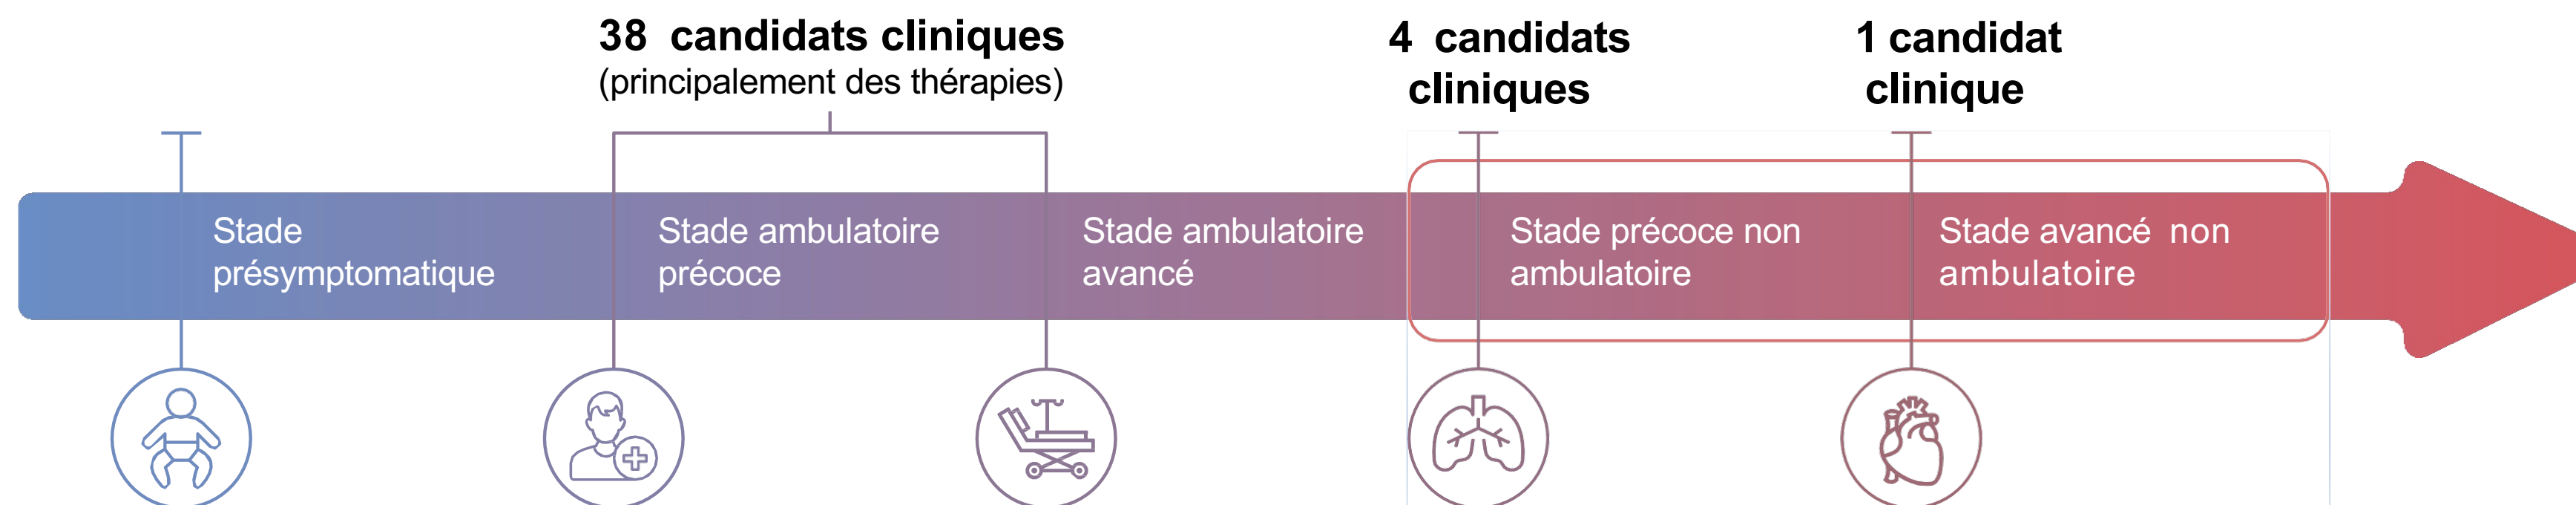 38 candidats cliniques
(principalement des thérapies)
4 candidats
cliniques
1 candidat
clinique
Stade
présymptomatique
Stade ambulatoire
précoce
Stade ambulatoire
avancé
Stade précoce non
ambulatoire
Stade avancé non
ambulatoire